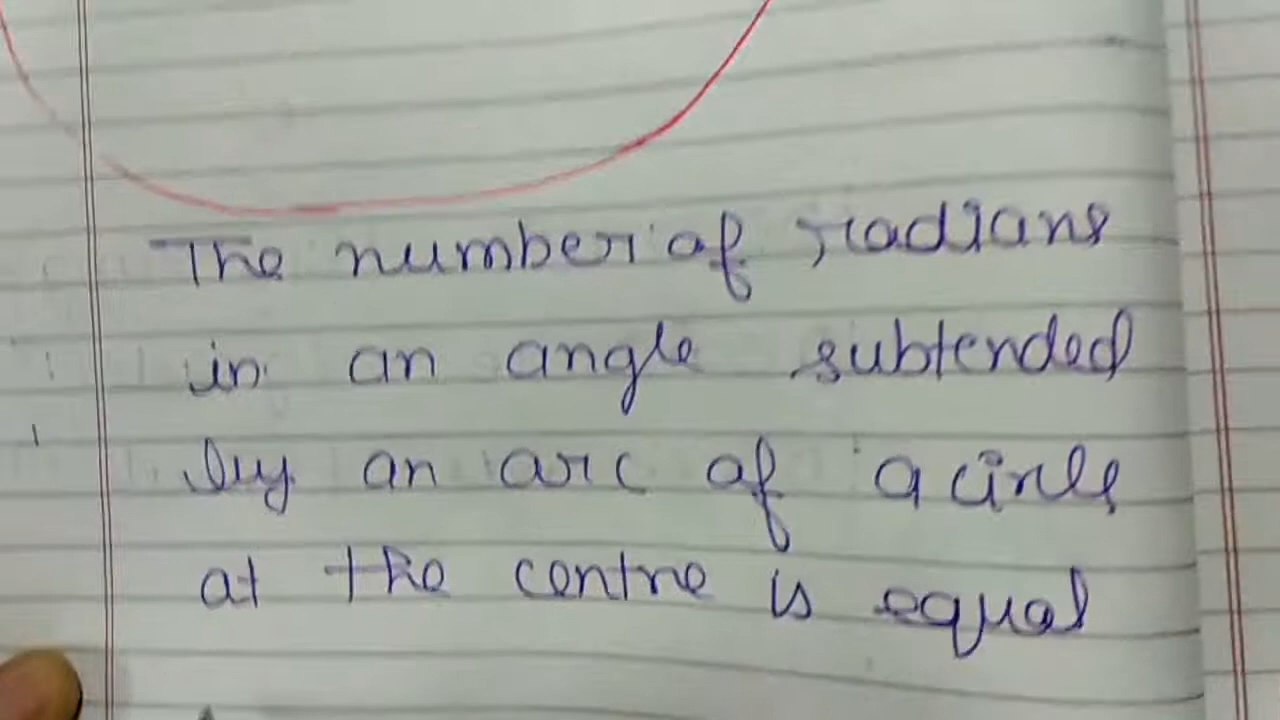 The number of radians
in an angle subtended
by an arc of a circle
at the centre is equal